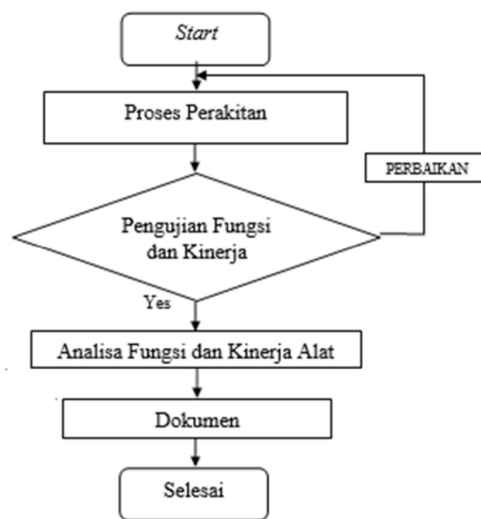 Start
Proses Perakitan
PERBAIKAN
Pengujian Fungsi
dan Kinerja
Yes
Analisa Fungsi dan Kinerja Alat
Dokumen
Selesai